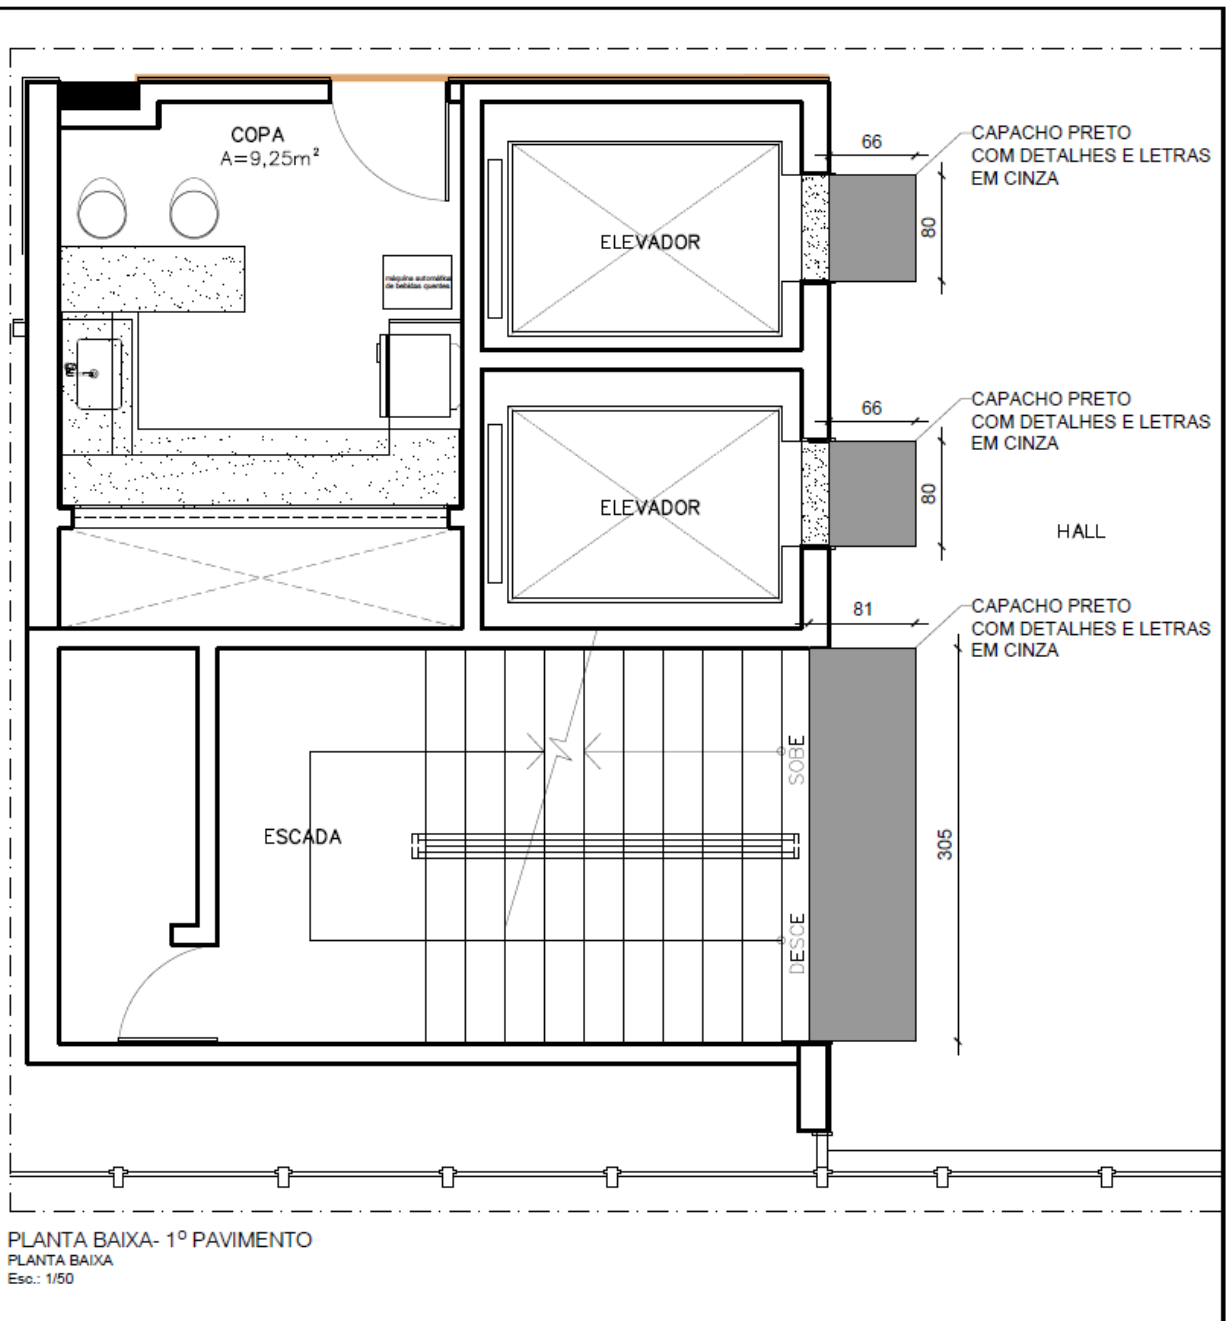 COPA
A=9,25m²
66
CAPACHO PRETO
COM DETALHES E LETRAS
EM CINZA
80
ELEVADOR
máquina automática
de bebidas quentes
66
CAPACHO PRETO
COM DETALHES E LETRAS
EM CINZA
80
ELEVADOR
HALL
81
CAPACHO PRETO
COM DETALHES E LETRAS
EM CINZA
SOBE
ESCADA
305
DESCE
PLANTA BAIXA- 1º PAVIMENTO
PLANTA BAIXA
Esc.: 1/50